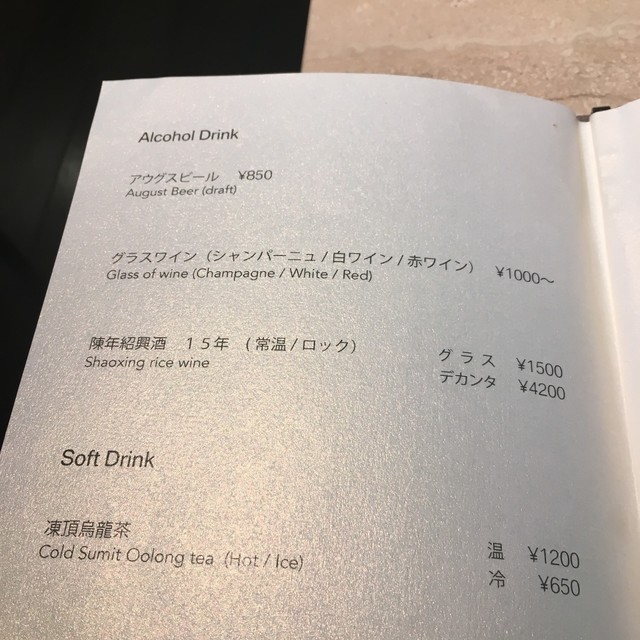 Alcohol Drink
アウグスビール ¥850
August Beer (draft)
グラスワイン（シャンパーニュ / 白ワイン / 赤ワイン） ¥1000〜
Glass of wine (Champagne / White / Red)
陳年紹興酒 １５年 （常温 / ロック） グラス ¥1500
Shaoxing rice wine デカンタ ¥4200
Soft Drink
凍頂烏龍茶
Cold Sumit Oolong tea (Hot / Ice) 温 ¥1200
冷 ¥650